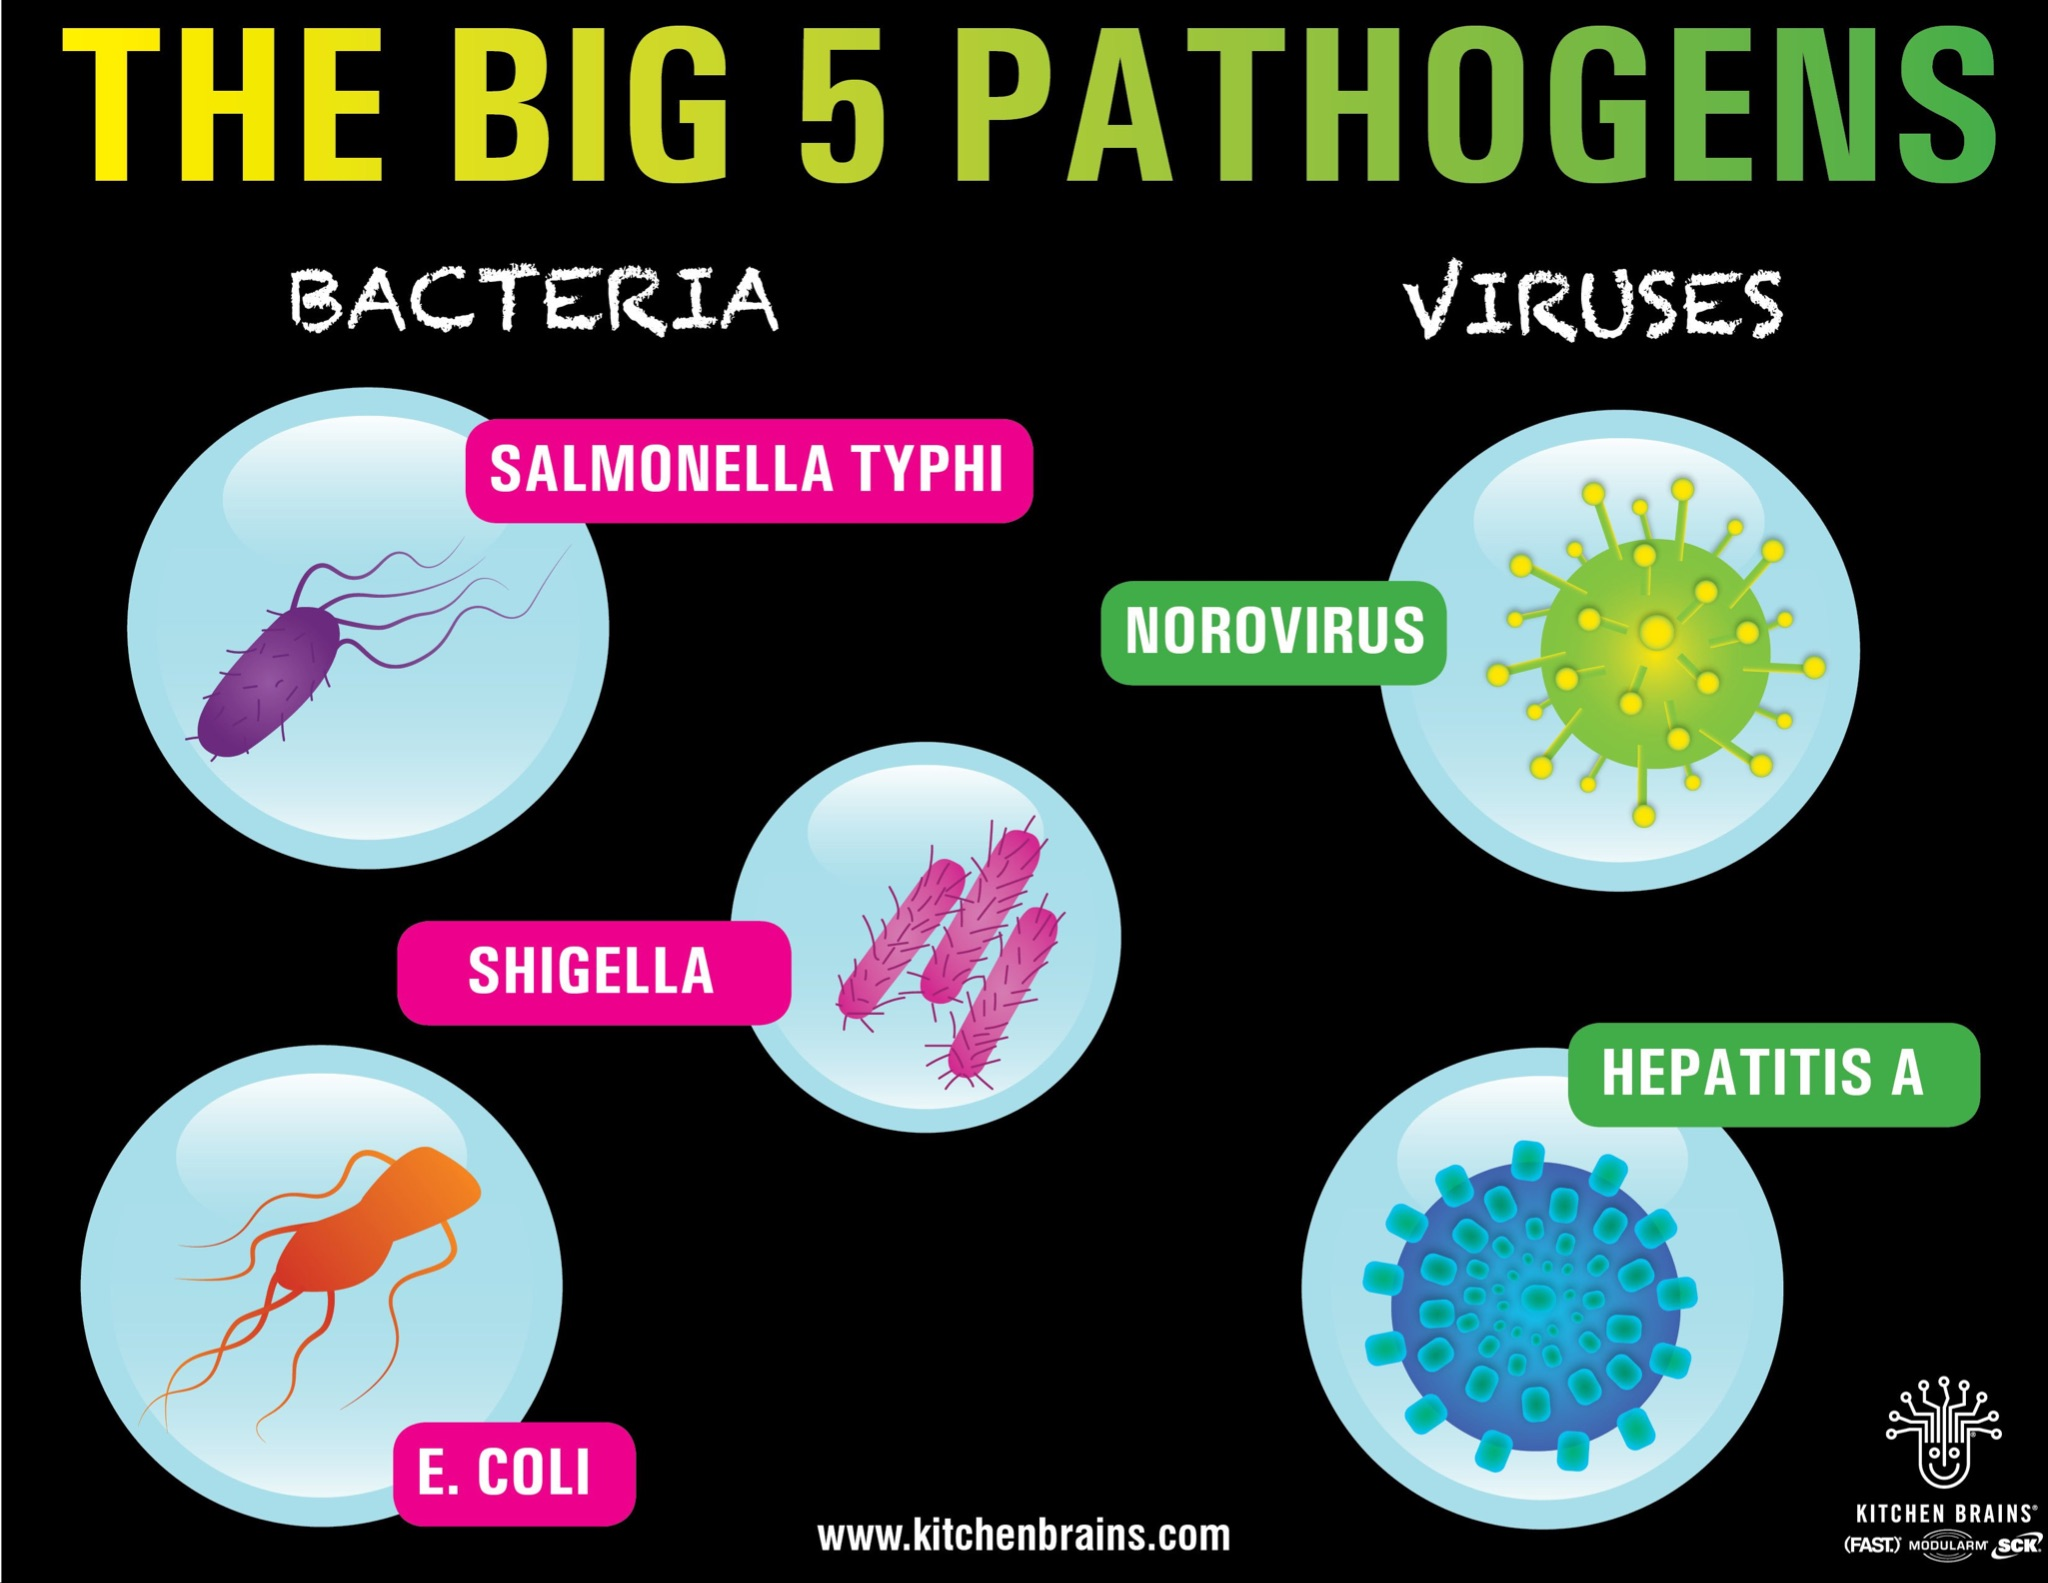 THE BIG 5 PATHOGENS
BACTERIA
VIRUSES
SALMONELLA TYPHI
NOROVIRUS
SHIGELLA
HEPATITIS A
E. COLI
www.kitchenbrains.com
KITCHEN BRAINS®
(FAST.) MODULARM SCK